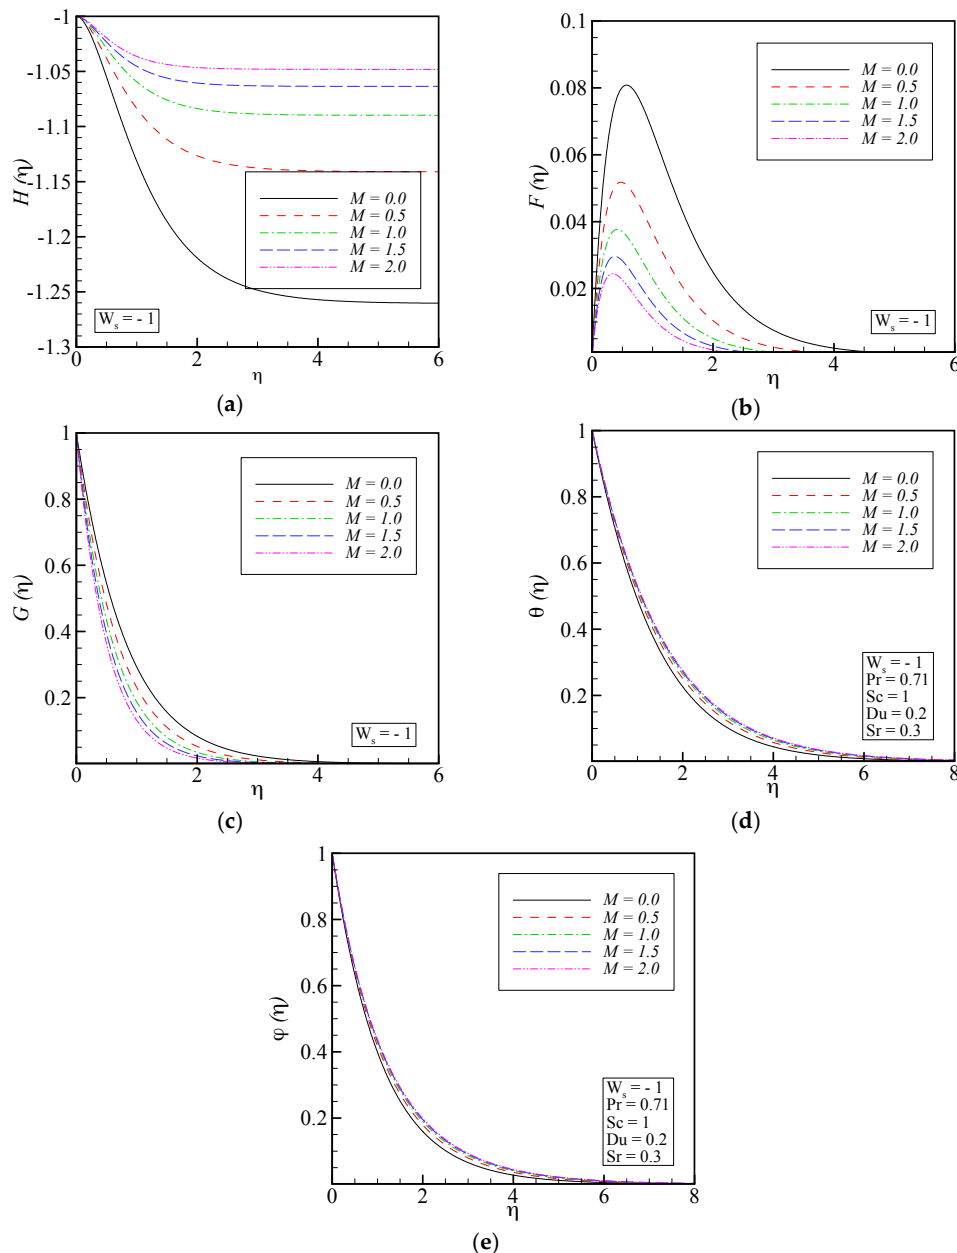 -1
-1.05
-1.1
-1.15
-1.2
-1.25
-1.3
H (η)
M = 0.0
M = 0.5
M = 1.0
M = 1.5
M = 2.0
W_s = - 1
0 2 4 6
η
(a)
0.1
0.08
0.06
0.04
0.02
F (η)
M = 0.0
M = 0.5
M = 1.0
M = 1.5
M = 2.0
W_s = - 1
0 2 4 6
η
(b)
1
0.8
0.6
0.4
0.2
G (η)
M = 0.0
M = 0.5
M = 1.0
M = 1.5
M = 2.0
W_s = - 1
0 2 4 6
η
(c)
1
0.8
0.6
0.4
0.2
θ (η)
M = 0.0
M = 0.5
M = 1.0
M = 1.5
M = 2.0
W_s = - 1
Pr = 0.71
Sc = 1
Du = 0.2
Sr = 0.3
0 2 4 6 8
η
(d)
1
0.8
0.6
0.4
0.2
φ (η)
M = 0.0
M = 0.5
M = 1.0
M = 1.5
M = 2.0
W_s = - 1
Pr = 0.71
Sc = 1
Du = 0.2
Sr = 0.3
0 2 4 6 8
η
(e)